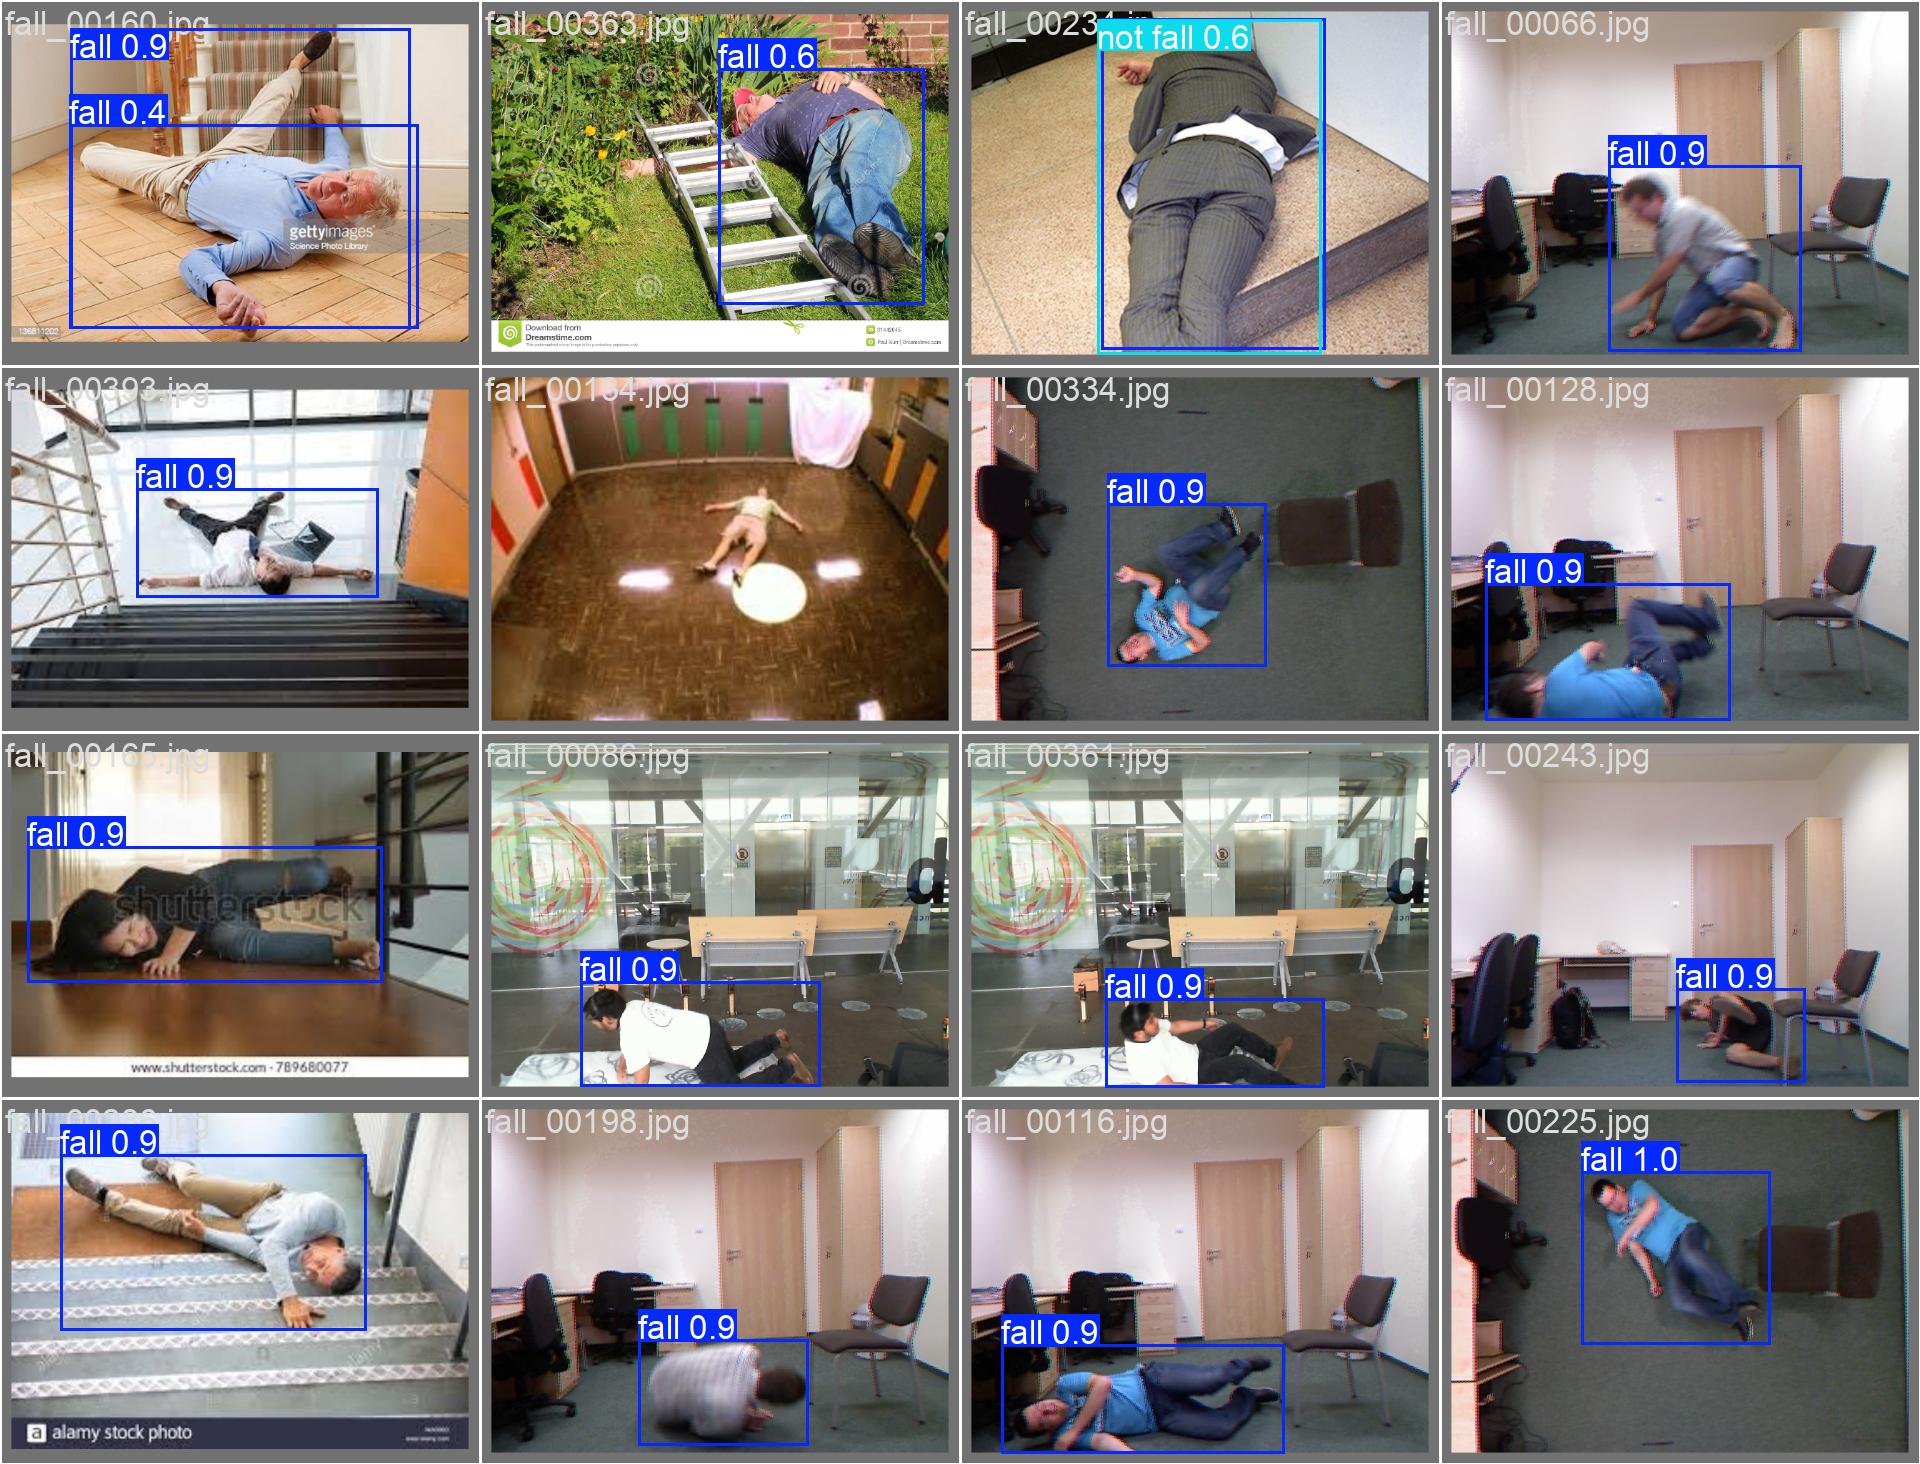 fall_00160.jpg
fall 0.9
fall 0.4
gettyimages
Science Photo Library
136811202
fall_00363.jpg
fall 0.6
Download from
Dreamstime.com
fall_00234.jpg
not fall 0.6
fall_00066.jpg
fall 0.9
fall_00393.jpg
fall 0.9
fall_00134.jpg
fall_00334.jpg
fall 0.9
fall_00128.jpg
fall 0.9
fall_00165.jpg
fall 0.9
shutterstock
www.shutterstock.com · 789680077
fall_00086.jpg
fall 0.9
fall_00361.jpg
fall 0.9
fall_00243.jpg
fall 0.9
fall 0.9
a alamy stock photo
fall_00198.jpg
fall 0.9
fall_00116.jpg
fall 0.9
fall_00225.jpg
fall 1.0